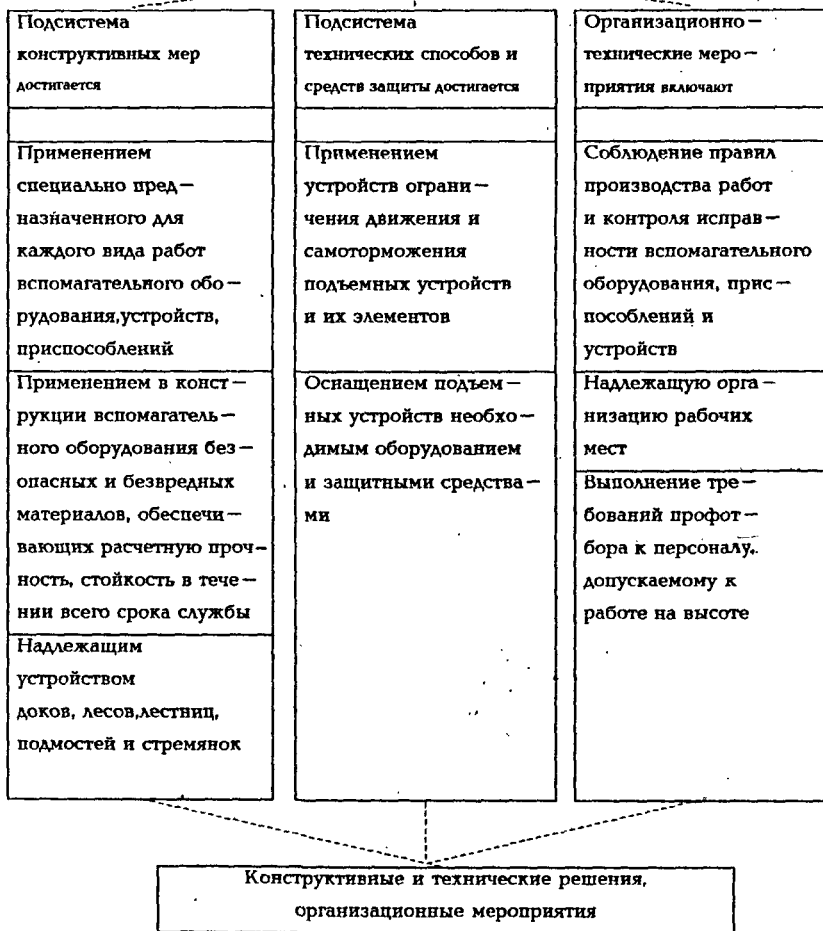 Подсистема
конструктивных мер
достигается
Применением
специально пред—
назначенного для
каждого вида работ
вспомагательного обо—
рудования,устройств,
приспособлений
Применением в конст—
рукции вспомагатель—
ного оборудования без—
опасных и безвредных
материалов, обеспечи—
вающих расчетную проч—
ность, стойкость в тече—
нии всего срока службы
Надлежащим
устройством
доков, лесов,лестниц,
подмостей и стремянок
Подсистема
технических способов и
средств защиты достигается
Применением
устройств ограни—
чения движения и
самоторможения
подъемных устройств
и их элементов
Оснащением подъем—
ных устройств необхо—
димым оборудованием
и защитными средства—
ми
Организационно—
технические меро—
приятия включают
Соблюдение правил
производства работ
и контроля исправ—
ности вспомагательного
оборудования, прис—
пособлений и
устройств
Надлежащую орга—
низацию рабочих
мест
Выполнение тре—
бований профот—
бора к персоналу,
допускаемому к
работе на высоте
Конструктивные и технические решения,
организационные мероприятия